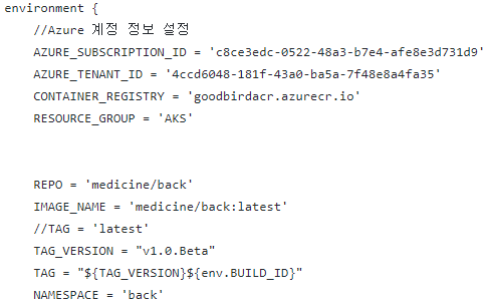 environment {
//Azure 계정 정보 설정
AZURE_SUBSCRIPTION_ID = 'c8ce3edc-0522-48a3-b7e4-afe8e3d731d9'
AZURE_TENANT_ID = '4ccd6048-181f-43a0-ba5a-7f48e8a4fa35'
CONTAINER_REGISTRY = 'goodbirdacr.azurecr.io'
RESOURCE_GROUP = 'AKS'
REPO = 'medicine/back'
IMAGE_NAME = 'medicine/back:latest'
//TAG = 'latest'
TAG_VERSION = "v1.0.Beta"
TAG = "${TAG_VERSION}${env.BUILD_ID}"
NAMESPACE = 'back'